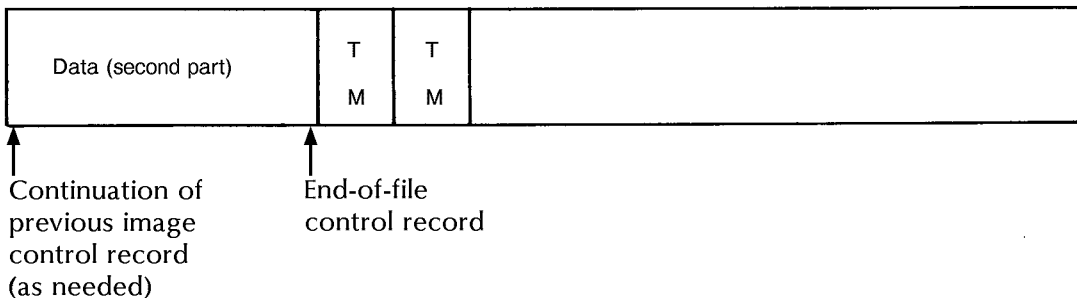 Data (second part)
T
M
T
M
Continuation of
previous image
control record
(as needed)
End-of-file
control record